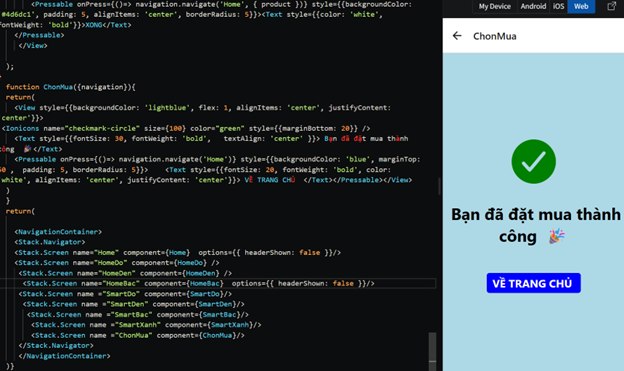 <Pressable onPress={()=> navigation.navigate('Home', { product })} style={{backgroundColor:
'#4d6dc1', padding: 5, alignItems: 'center', borderRadius: 5}}><Text style={{color: 'white',
fontWeight: 'bold'}}>XONG</Text>
</Pressable>
</View>
);
function ChonMua({navigation}){
return(
<View style={{backgroundColor: 'lightblue', flex: 1, alignItems: 'center', justifyContent:
center'}}>
<Ionicons name="checkmark-circle" size={100} color="green" style={{marginBottom: 20}} />
<Text style={{fontSize: 30, fontWeight: 'bold', textAlign: 'center' }}> Bạn đã đặt mua thành
công 🎉</Text>
<Pressable onPress={()=> navigation.navigate('Home')} style={{backgroundColor: 'blue', marginTop:
50 , padding: 5, borderRadius: 5}}> <Text style={{fontSize: 20, fontWeight: 'bold', color:
'white', alignItems: 'center', justifyContent: 'center'}}> VỀ TRANG CHỦ </Text></Pressable></View>
)
}
return(
<NavigationContainer>
<Stack.Navigator>
<Stack.Screen name="Home" component={Home} options={{ headerShown: false }}/>
<Stack.Screen name="HomeDo" component={HomeDo} />
<Stack.Screen name="HomeDen" component={HomeDen} />
<Stack.Screen name="HomeBac" component={HomeBac} options={{ headerShown: false }}/>
<Stack.Screen name ="SmartDo" component={SmartDo}/>
<Stack.Screen name ="SmartDen" component={SmartDen}/>
<Stack.Screen name ="SmartBac" component={SmartBac}/>
<Stack.Screen name ="SmartXanh" component={SmartXanh}/>
<Stack.Screen name ="ChonMua" component={ChonMua}/>
</Stack.Navigator>
</NavigationContainer>
)}
My Device Android iOS Web
ChonMua
Bạn đã đặt mua thành
công 🎉
VỀ TRANG CHỦ